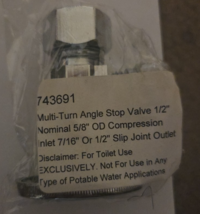 743691
Multi-Turn Angle Stop Valve 1/2"
Nominal 5/8" OD Compression
Inlet 7/16" Or 1/2" Slip Joint Outlet
Disclaimer: For Toilet Use
EXCLUSIVELY. Not For Use in Any
Type of Potable Water Applications